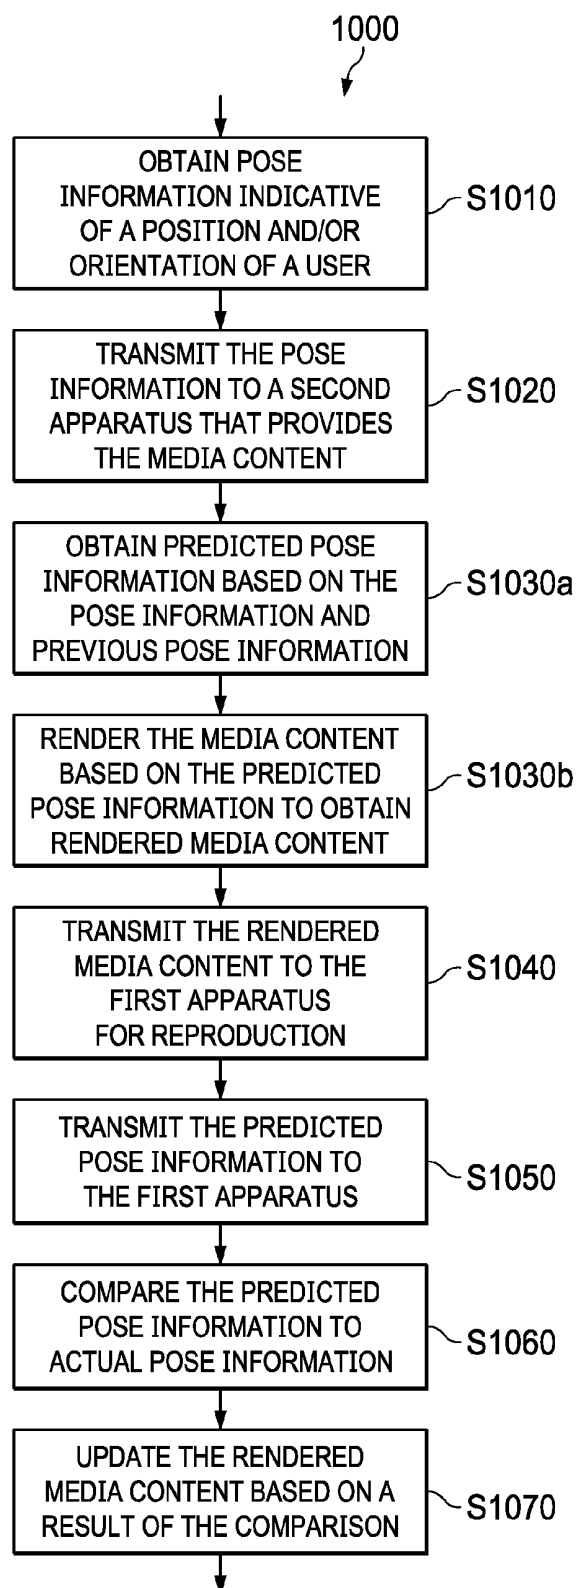 1000
OBTAIN POSE
INFORMATION INDICATIVE
OF A POSITION AND/OR
ORIENTATION OF A USER
S1010
TRANSMIT THE POSE
INFORMATION TO A SECOND
APPARATUS THAT PROVIDES
THE MEDIA CONTENT
S1020
OBTAIN PREDICTED POSE
INFORMATION BASED ON THE
POSE INFORMATION AND
PREVIOUS POSE INFORMATION
S1030a
RENDER THE MEDIA CONTENT
BASED ON THE PREDICTED
POSE INFORMATION TO OBTAIN
RENDERED MEDIA CONTENT
S1030b
TRANSMIT THE RENDERED
MEDIA CONTENT TO THE
FIRST APPARATUS
FOR REPRODUCTION
S1040
TRANSMIT THE PREDICTED
POSE INFORMATION TO
THE FIRST APPARATUS
S1050
COMPARE THE PREDICTED
POSE INFORMATION TO
ACTUAL POSE INFORMATION
S1060
UPDATE THE RENDERED
MEDIA CONTENT BASED ON A
RESULT OF THE COMPARISON
S1070